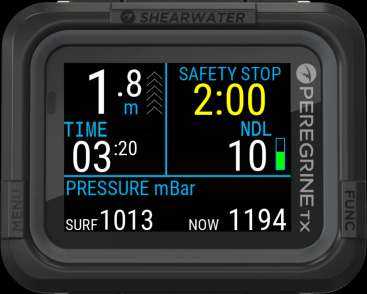 SHEARWATER
1.8 m
SAFETY STOP
2:00
TIME
03:20
NDL
10
PRESSURE mBar
SURF 1013 NOW 1194
PEREGRINE TX
MENU
FUNC